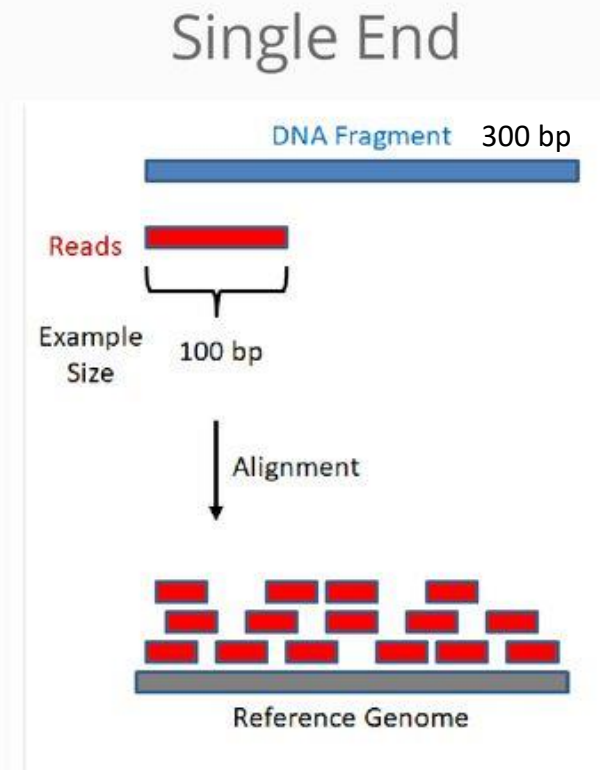 Single End
DNA Fragment 300 bp
Reads
Example
Size
100 bp
Alignment
Reference Genome